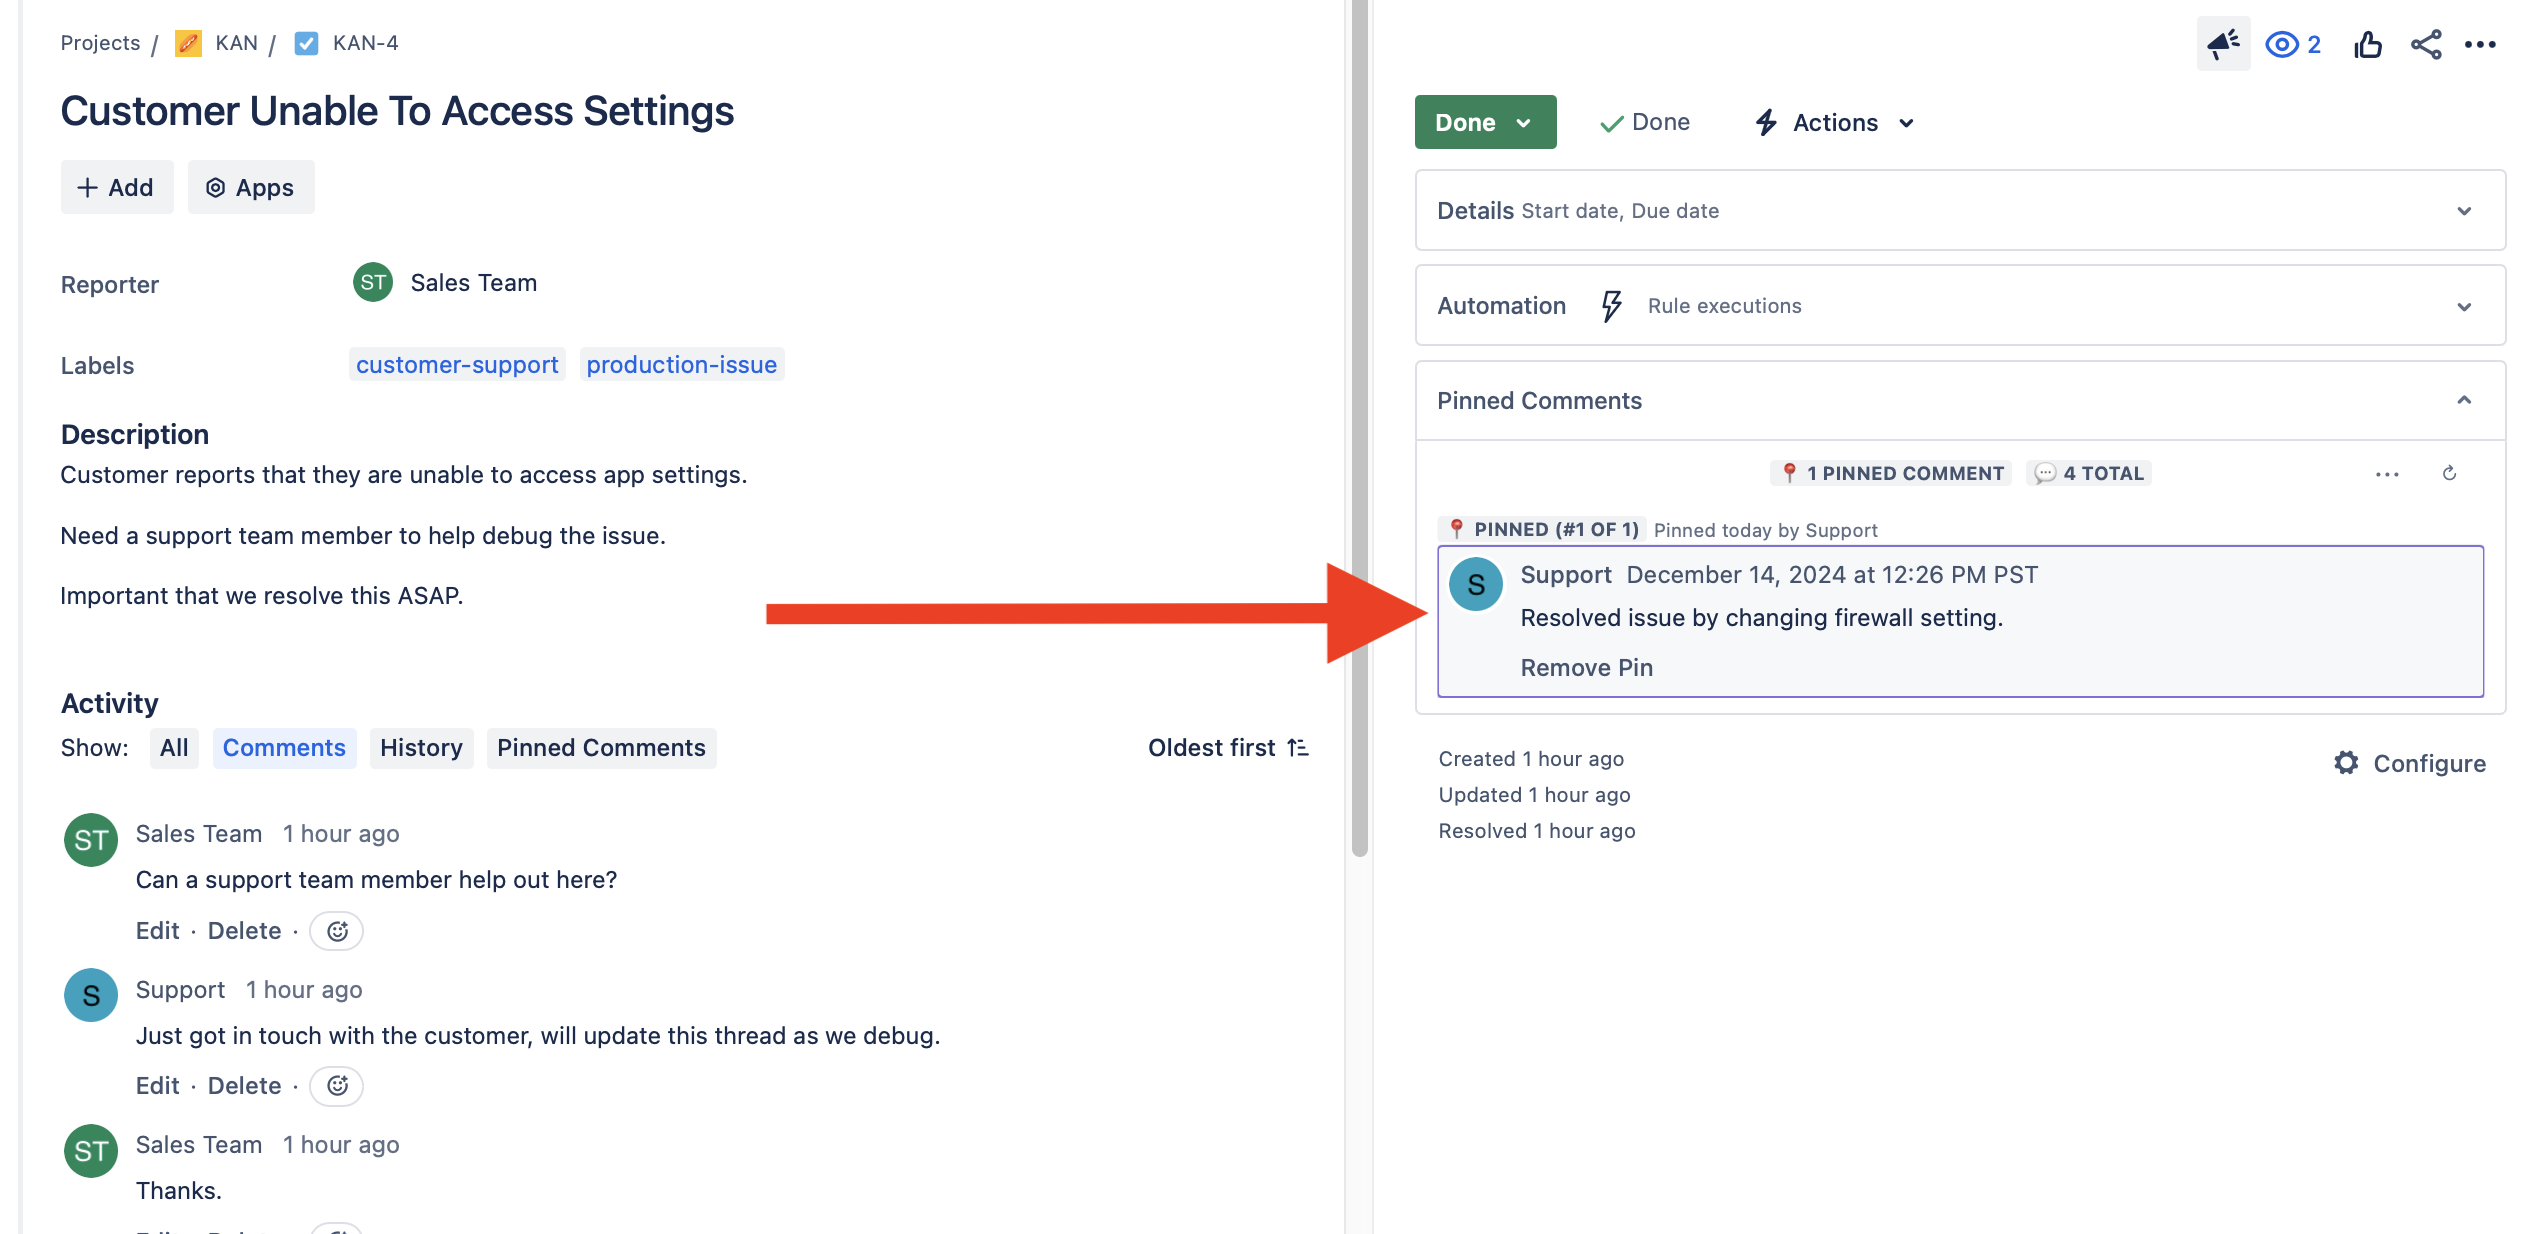 Projects / KAN / KAN-4
Customer Unable To Access Settings
Add Apps
Reporter ST Sales Team
Labels customer-support production-issue
Description
Customer reports that they are unable to access app settings.
Need a support team member to help debug the issue.
Important that we resolve this ASAP.
Activity
Show: All Comments History Pinned Comments Oldest first
ST Sales Team 1 hour ago
Can a support team member help out here?
Edit · Delete ·
S Support 1 hour ago
Just got in touch with the customer, will update this thread as we debug.
Edit · Delete ·
ST Sales Team 1 hour ago
Thanks.
2
Done Done Actions
Details Start date, Due date
Automation Rule executions
Pinned Comments
1 PINNED COMMENT 4 TOTAL
PINNED (#1 OF 1) Pinned today by Support
S Support December 14, 2024 at 12:26 PM PST
Resolved issue by changing firewall setting.
Remove Pin
Created 1 hour ago
Updated 1 hour ago
Resolved 1 hour ago
Configure